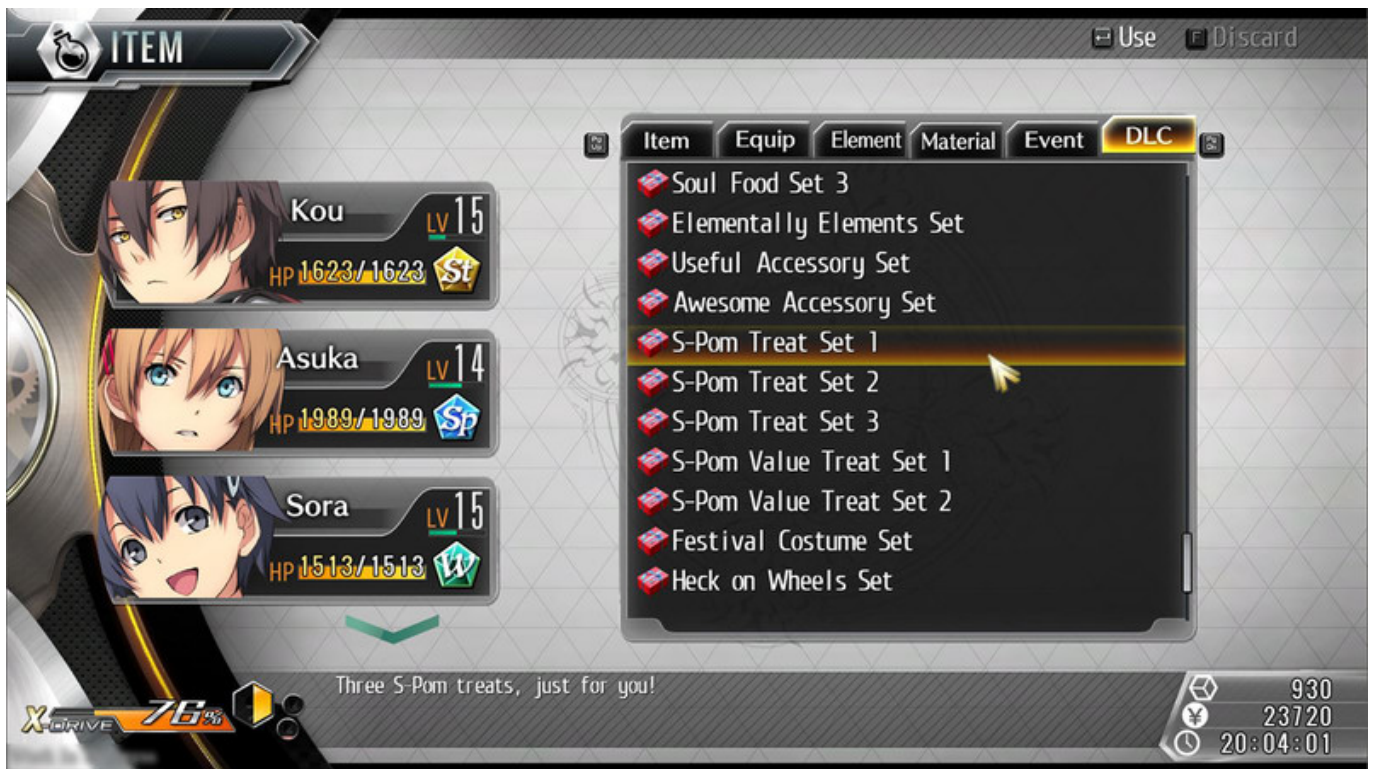 ITEM
Use
F Discard
Pg Up
Item
Equip
Element
Material
Event
DLC
Kou
LV 15
HP 1623/1623
St
Asuka
LV 14
HP 1989/1989
Sp
Sora
LV 15
HP 1513/1513
W
Soul Food Set 3
Elementally Elements Set
Useful Accessory Set
Awesome Accessory Set
S-Pom Treat Set 1
S-Pom Treat Set 2
S-Pom Treat Set 3
S-Pom Value Treat Set 1
S-Pom Value Treat Set 2
Festival Costume Set
Heck on Wheels Set
Three S-Pom treats, just for you!
X-DRIVE 76%
930
¥ 23720
20:04:01